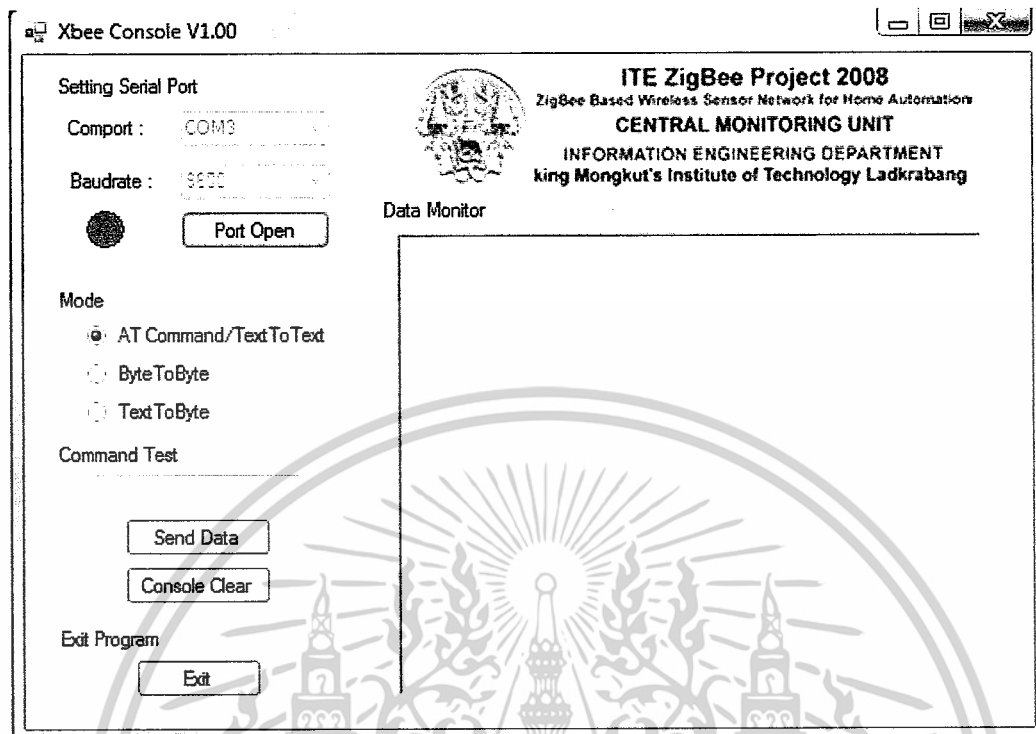 Xbee Console V1.00
Setting Serial Port
Comport : COM3
Baudrate : 9600
Port Open
Mode
AT Command/TextToText
ByteToByte
TextToByte
Command Test
Send Data
Console Clear
Exit Program
Exit
ITE ZigBee Project 2008
ZigBee Based Wireless Sensor Network for Home Automation
CENTRAL MONITORING UNIT
INFORMATION ENGINEERING DEPARTMENT
king Mongkut's Institute of Technology Ladkrabang
Data Monitor